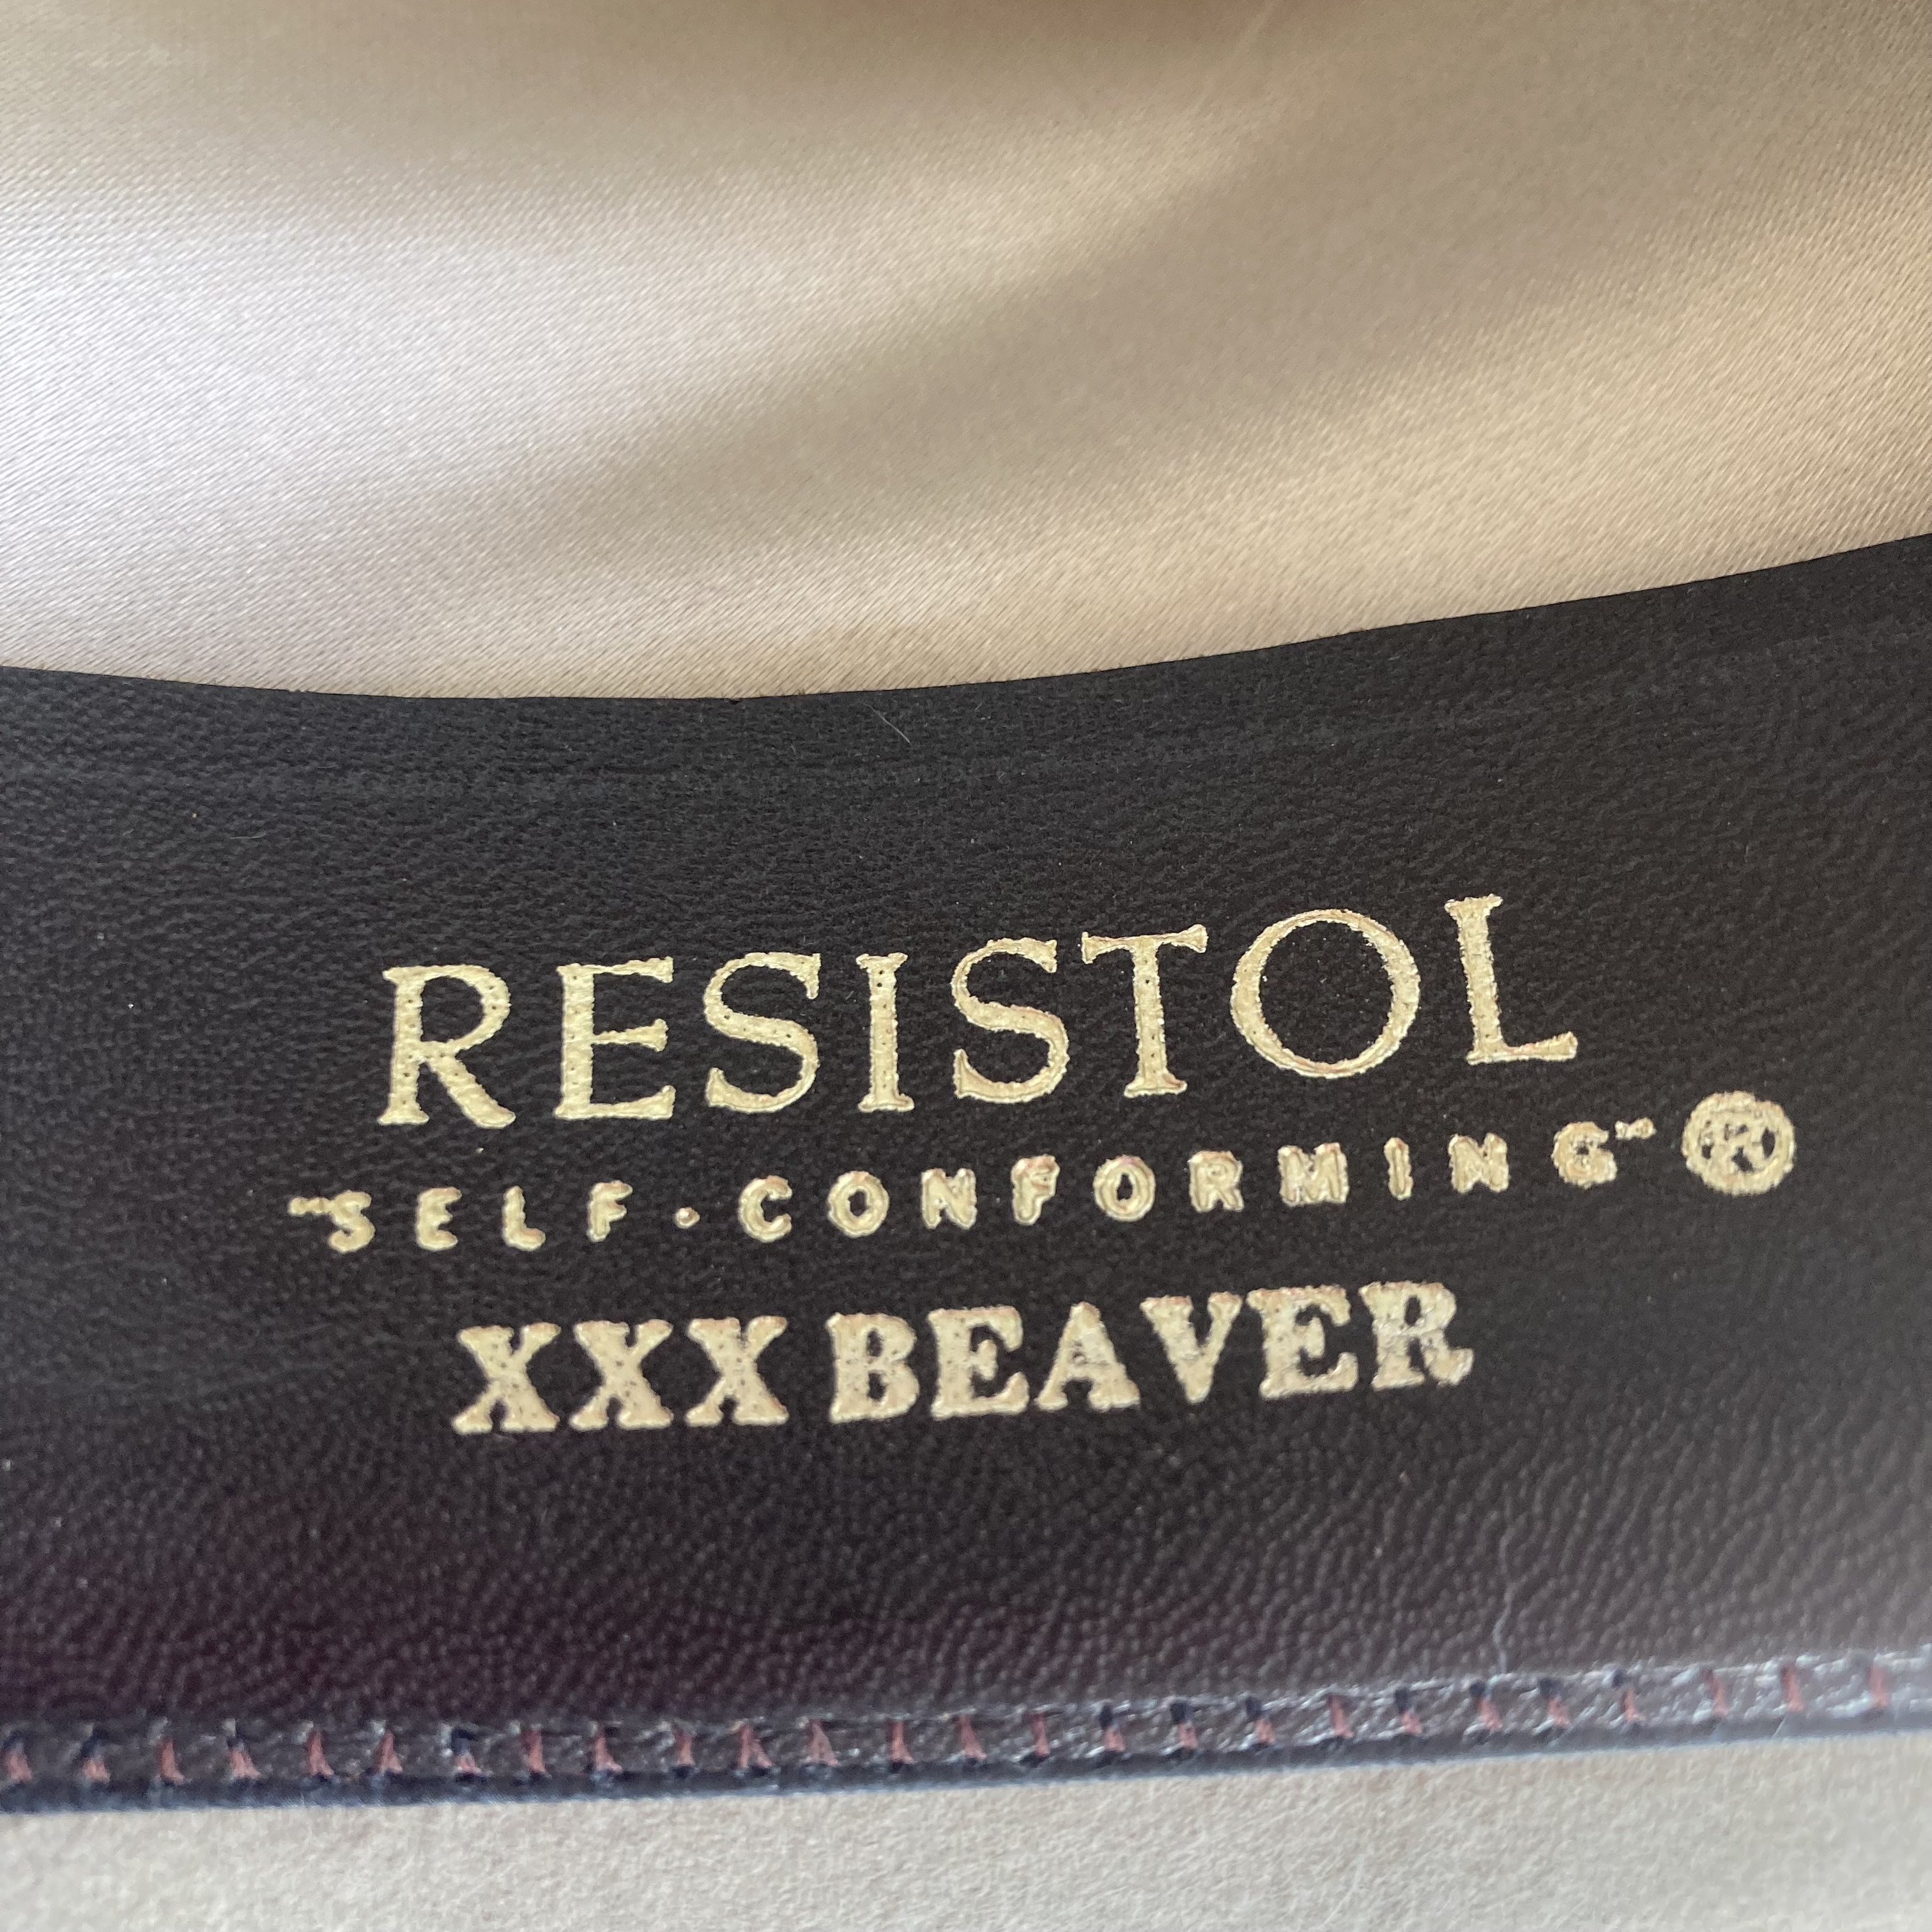 RESISTOL
"SELF-CONFORMING" ®
XXX BEAVER